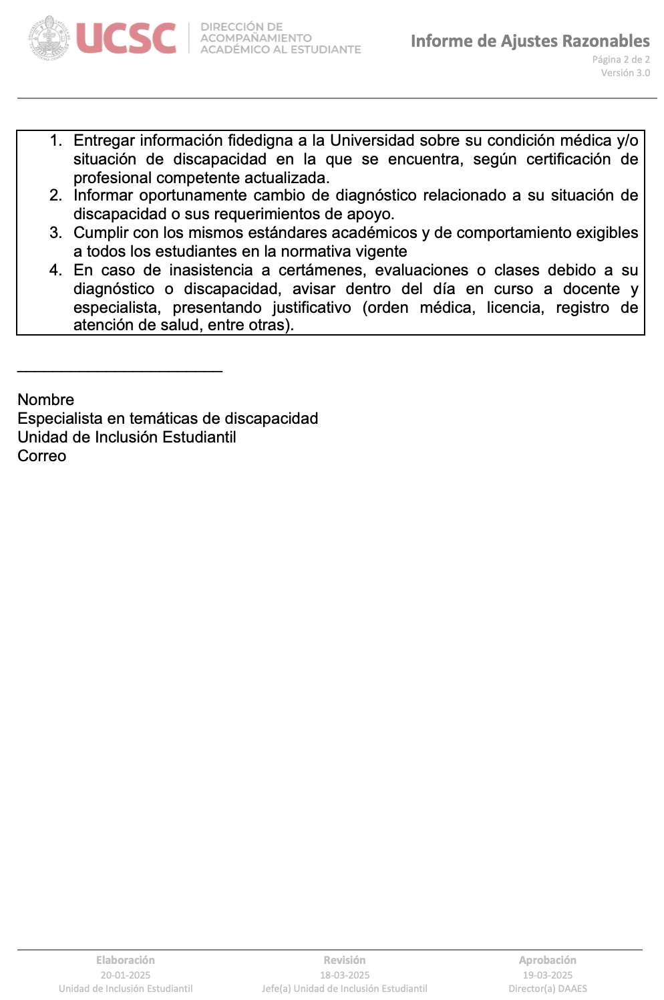 UCSC
DIRECCIÓN DE
ACOMPAÑAMIENTO
ACADÉMICO AL ESTUDIANTE
Informe de Ajustes Razonables
Página 2 de 2
Versión 3.0
1. Entregar información fidedigna a la Universidad sobre su condición médica y/o
situación de discapacidad en la que se encuentra, según certificación de
profesional competente actualizada.
2. Informar oportunamente cambio de diagnóstico relacionado a su situación de
discapacidad o sus requerimientos de apoyo.
3. Cumplir con los mismos estándares académicos y de comportamiento exigibles
a todos los estudiantes en la normativa vigente
4. En caso de inasistencia a certámenes, evaluaciones o clases debido a su
diagnóstico o discapacidad, avisar dentro del día en curso a docente y
especialista, presentando justificativo (orden médica, licencia, registro de
atención de salud, entre otras).
Nombre
Especialista en temáticas de discapacidad
Unidad de Inclusión Estudiantil
Correo
Elaboración
20-01-2025
Unidad de Inclusión Estudiantil
Revisión
18-03-2025
Jefe(a) Unidad de Inclusión Estudiantil
Aprobación
19-03-2025
Director(a) DAAES